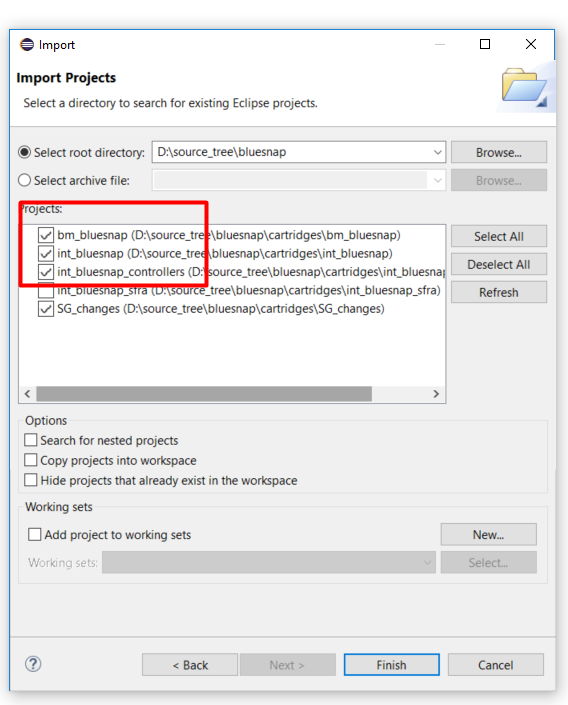 Import
Import Projects
Select a directory to search for existing Eclipse projects.
Select root directory: D:\source_tree\bluesnap Browse...
Select archive file: Browse...
Projects:
bm_bluesnap (D:\source_tree\bluesnap\cartridges\bm_bluesnap)
int_bluesnap (D:\source_tree\bluesnap\cartridges\int_bluesnap)
int_bluesnap_controllers (D:\source_tree\bluesnap\cartridges\int_bluesnap
int_bluesnap_sfra (D:\source_tree\bluesnap\cartridges\int_bluesnap_sfra)
SG_changes (D:\source_tree\bluesnap\cartridges\SG_changes)
Select All
Deselect All
Refresh
Options
Search for nested projects
Copy projects into workspace
Hide projects that already exist in the workspace
Working sets
Add project to working sets New...
Working sets: Select...
? < Back Next > Finish Cancel